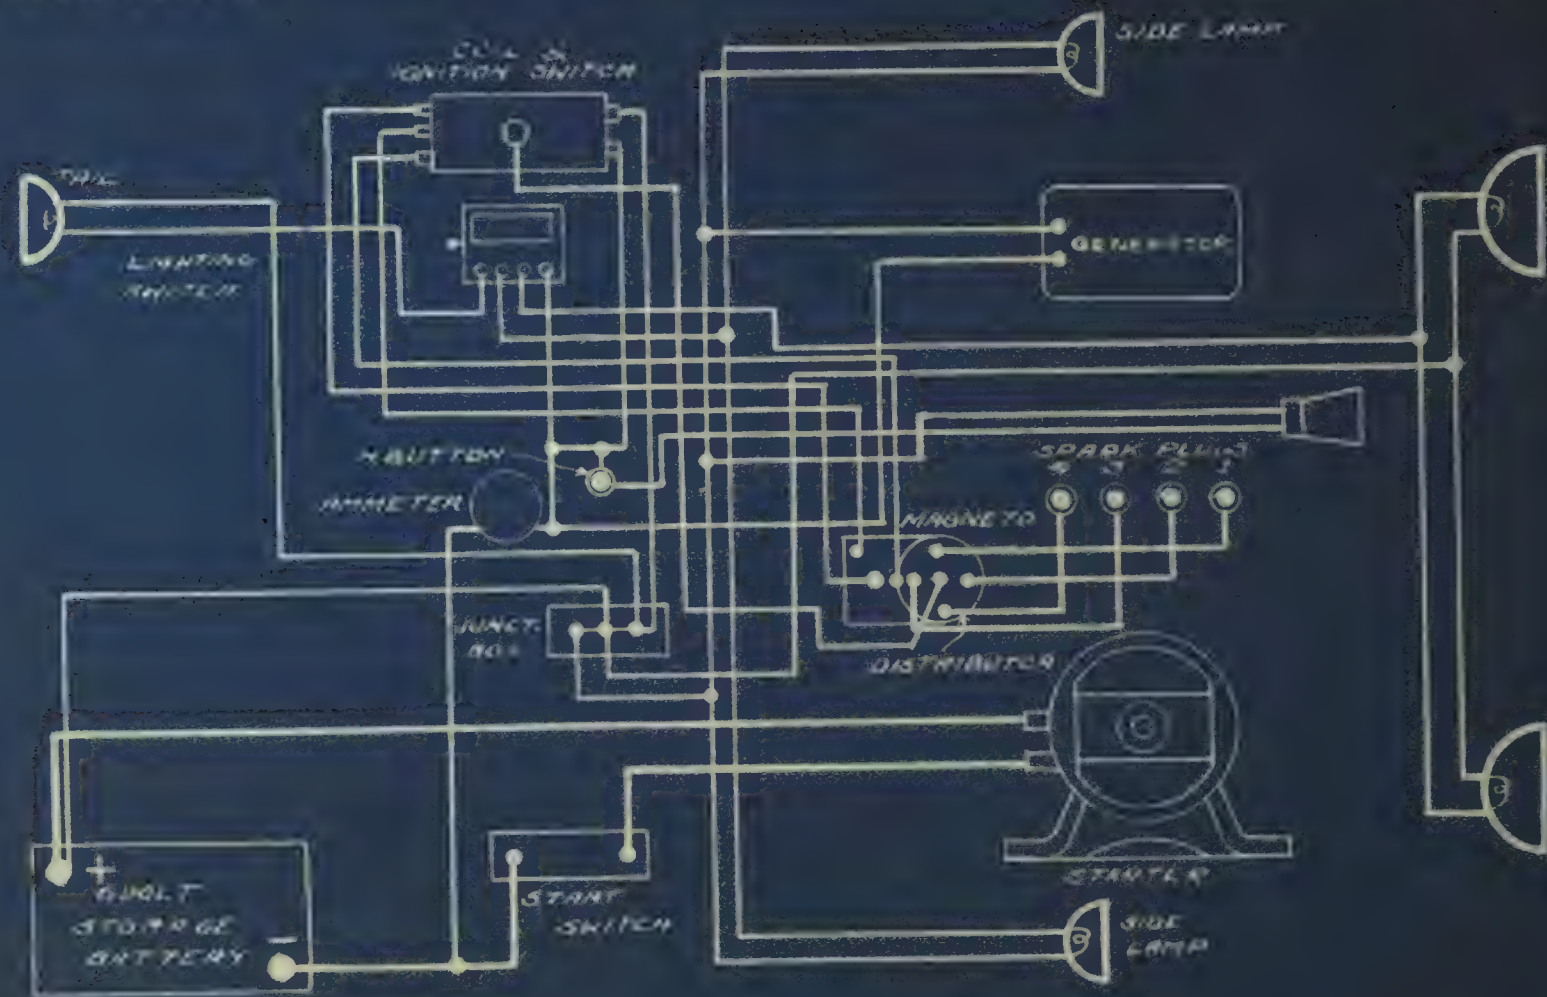 SIDE LAMP
COIL &
IGNITION SWITCH
TAIL
LIGHTING
SWITCH
GENERATOR
H.BUTTON
AMMETER
SPARK PLUGS
4 3 2 1
MAGNETO
JUNCT.
BOX
DISTRIBUTER
STARTER
+
6 VOLT
STORAGE
BATTERY
-
START
SWITCH
SIDE
LAMP